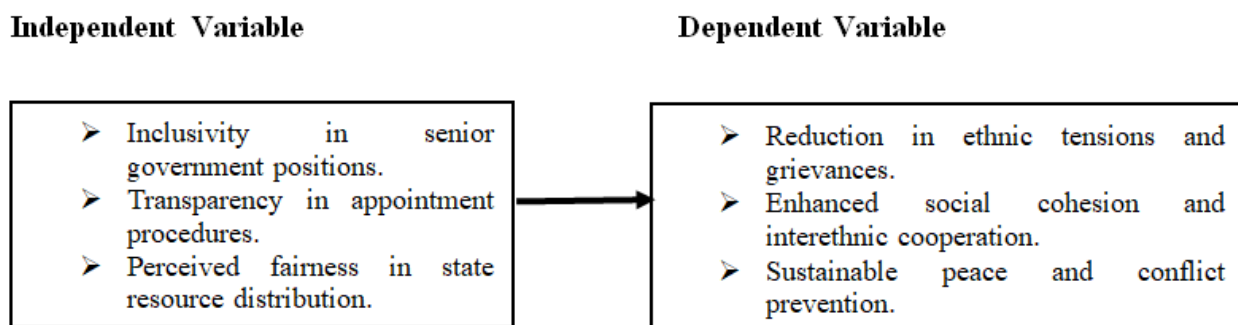 Independent Variable
Dependent Variable
➢ Inclusivity in senior
government positions.
➢ Transparency in appointment
procedures.
➢ Perceived fairness in state
resource distribution.
➢ Reduction in ethnic tensions and
grievances.
➢ Enhanced social cohesion and
interethnic cooperation.
➢ Sustainable peace and conflict
prevention.